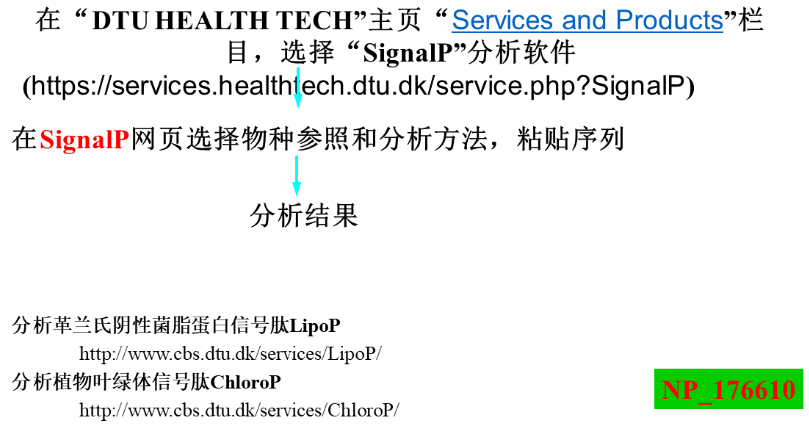 在“DTU HEALTH TECH”主页“Services and Products”栏
目，选择“SignalP”分析软件
(https://services.healthtech.dtu.dk/service.php?SignalP)
在SignalP网页选择物种参照和分析方法，粘贴序列
分析结果
分析革兰氏阴性菌脂蛋白信号肽LipoP
http://www.cbs.dtu.dk/services/LipoP/
分析植物叶绿体信号肽ChloroP
http://www.cbs.dtu.dk/services/ChloroP/
NP_176610